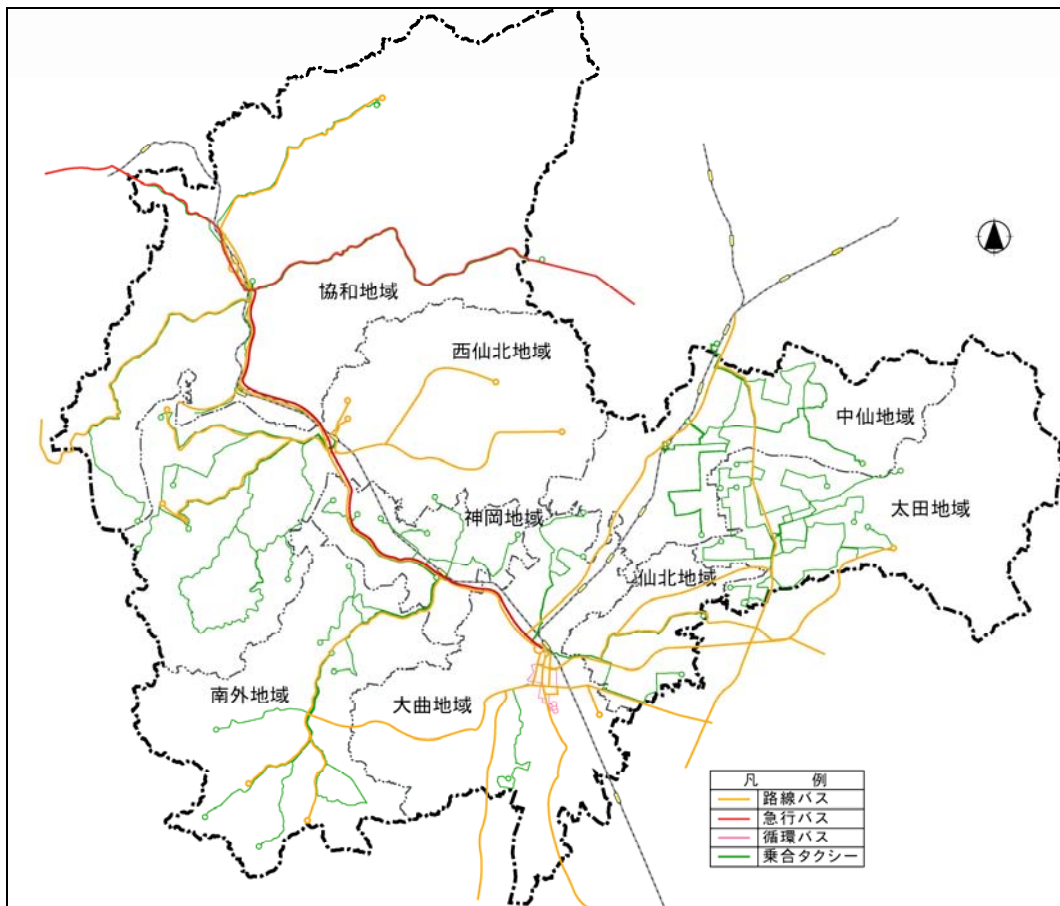 協和地域
西仙北地域
中仙地域
太田地域
神岡地域
仙北地域
南外地域
大曲地域
凡 例
路線バス
急行バス
循環バス
乗合タクシー